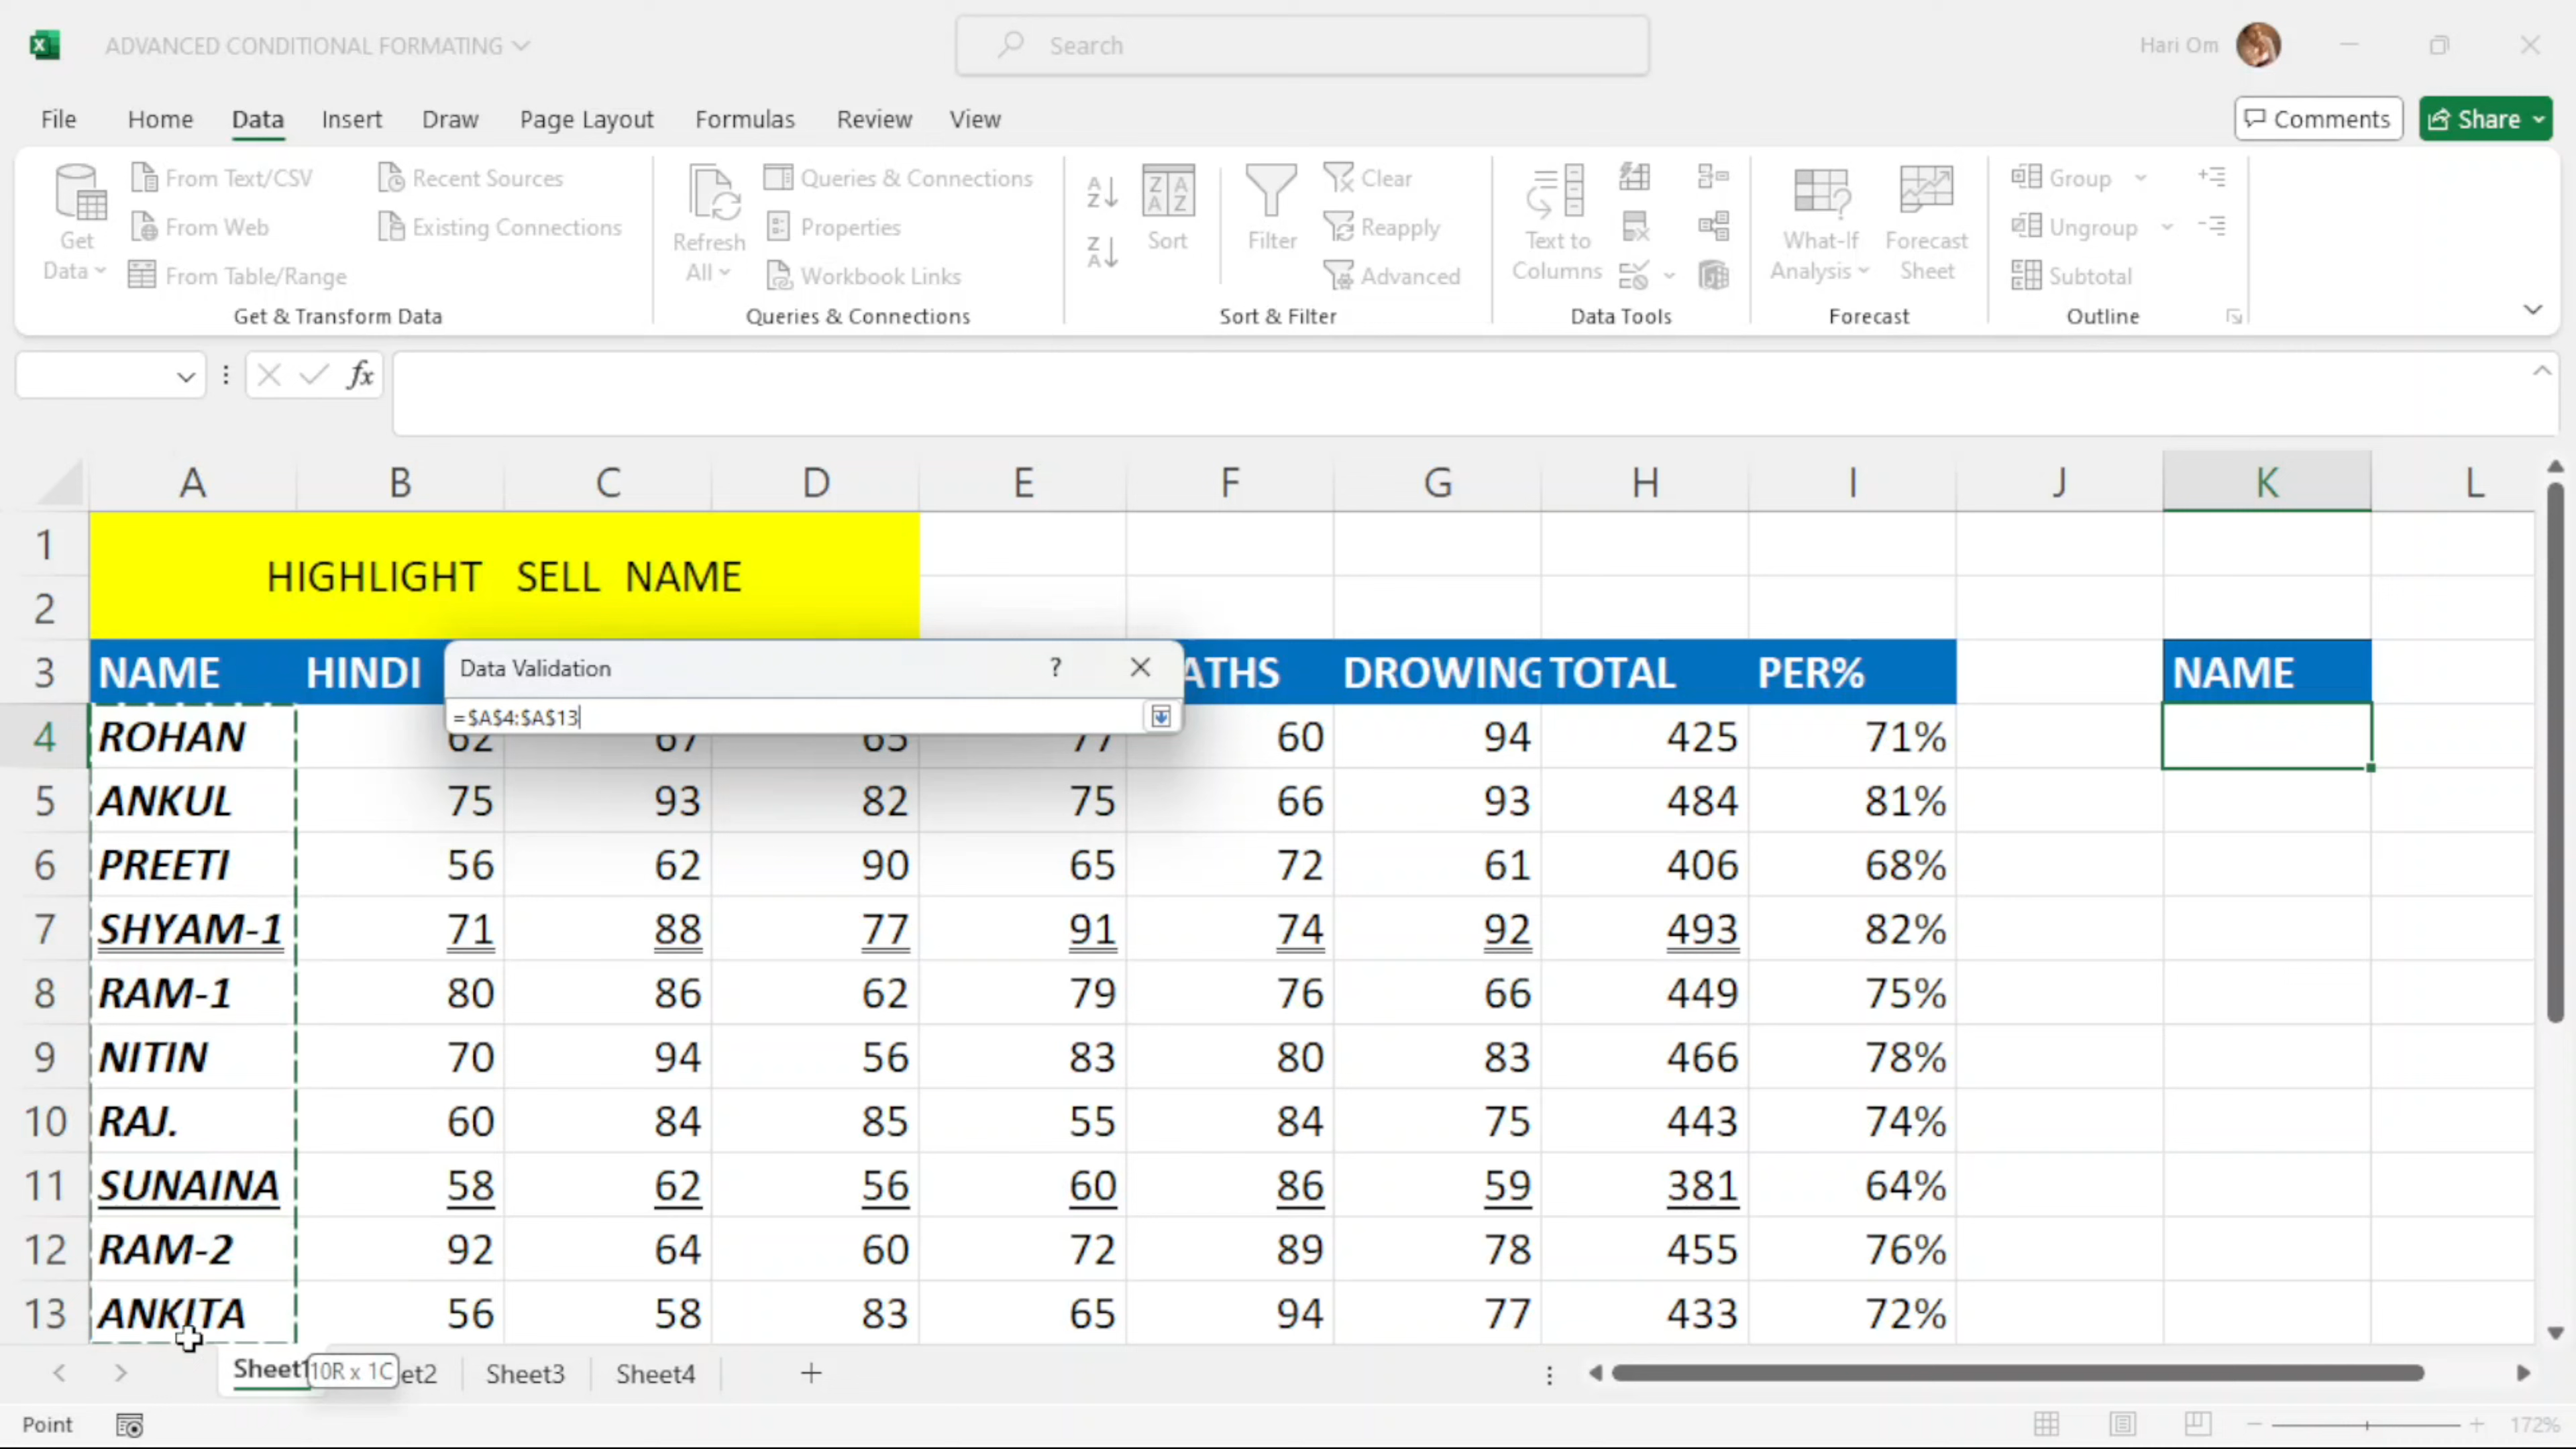 ADVANCED CONDITIONAL FORMATING
Search
Hari Om
File Home Data Insert Draw Page Layout Formulas Review View
Comments Share
Get Data
From Text/CSV
From Web
From Table/Range
Recent Sources
Existing Connections
Get & Transform Data
Refresh All
Queries & Connections
Properties
Workbook Links
Queries & Connections
Sort
Filter
Clear
Reapply
Advanced
Sort & Filter
Text to Columns
Data Tools
What-If Analysis
Forecast Sheet
Forecast
Group
Ungroup
Subtotal
Outline
fx
A B C D E F G H I J K L
1
HIGHLIGHT SELL NAME
2
3 NAME HINDI ATHS DROWING TOTAL PER% NAME
Data Validation ?
=$A$4:$A$13
4 ROHAN 62 67 65 77 60 94 425 71%
5 ANKUL 75 93 82 75 66 93 484 81%
6 PREETI 56 62 90 65 72 61 406 68%
7 SHYAM-1 71 88 77 91 74 92 493 82%
8 RAM-1 80 86 62 79 76 66 449 75%
9 NITIN 70 94 56 83 80 83 466 78%
10 RAJ. 60 84 85 55 84 75 443 74%
11 SUNAINA 58 62 56 60 86 59 381 64%
12 RAM-2 92 64 60 72 89 78 455 76%
13 ANKITA 56 58 83 65 94 77 433 72%
Sheet1 10R x 1C et2 Sheet3 Sheet4
Point 172%